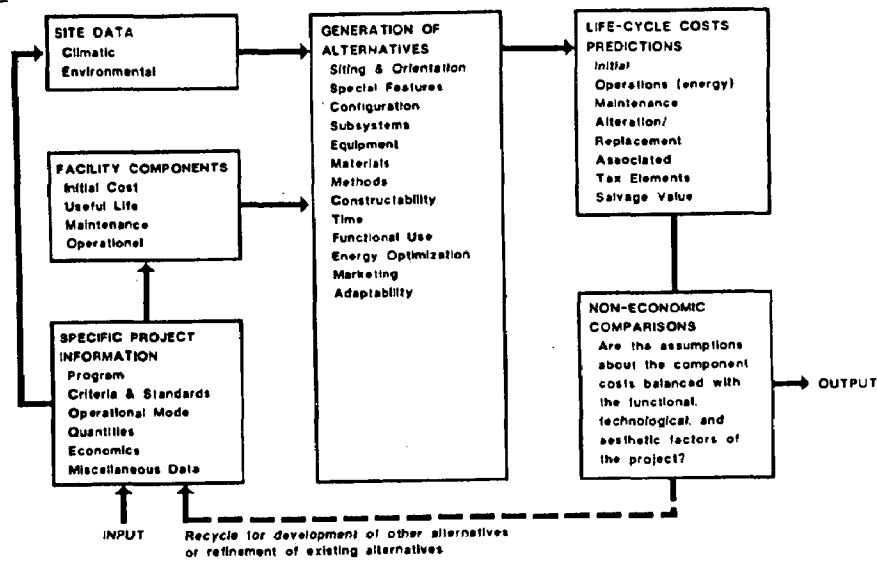 SITE DATA
Climatic
Environmental
FACILITY COMPONENTS
Initial Cost
Useful Life
Maintenance
Operational
SPECIFIC PROJECT
INFORMATION
Program
Criteria & Standards
Operational Mode
Quantities
Economics
Miscellaneous Data
INPUT
GENERATION OF
ALTERNATIVES
Siting & Orientation
Special Features
Configuration
Subsystems
Equipment
Materials
Methods
Constructability
Time
Functional Use
Energy Optimization
Marketing
Adaptability
LIFE-CYCLE COSTS
PREDICTIONS
Initial
Operations (energy)
Maintenance
Alteration/
Replacement
Associated
Tax Elements
Salvage Value
NON-ECONOMIC
COMPARISONS
Are the assumptions
about the component
costs balanced with
the functional,
technological, and
aesthetic factors of
the project?
OUTPUT
Recycle for development of other alternatives
or refinement of existing alternatives